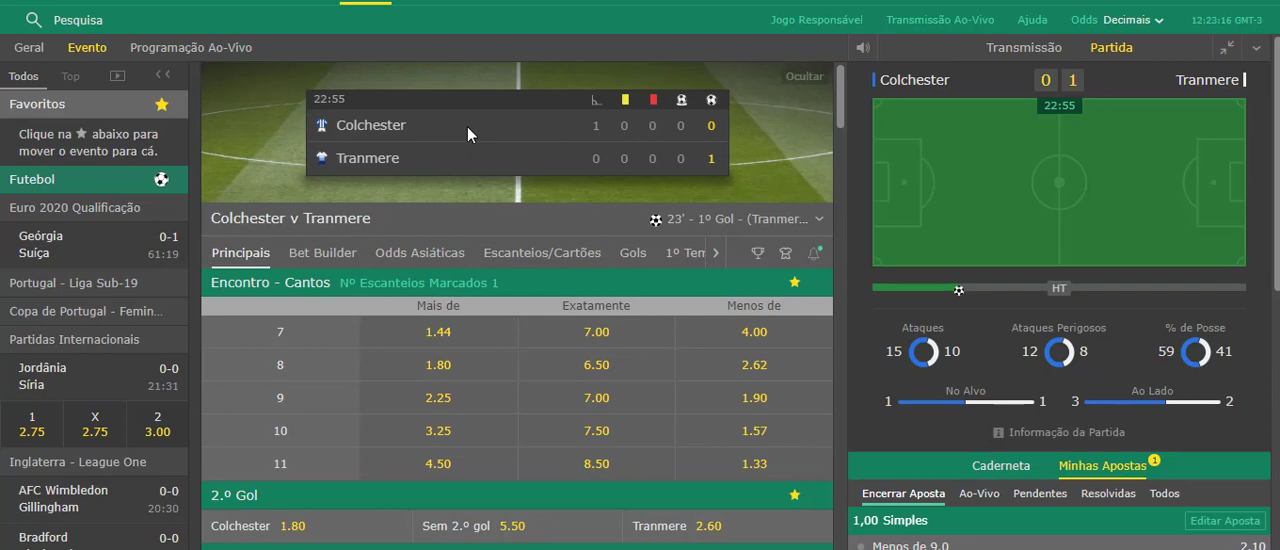 Pesquisa
Jogo Responsável Transmissão Ao-Vivo Ajuda Odds Decimais 12:23:16 GMT-3
Geral Evento Programação Ao-Vivo
Transmissão Partida
Todos Top
Favoritos
Clique na ★ abaixo para
mover o evento para cá.
Futebol
Euro 2020 Qualificação
Geórgia 0-1
Suíça 61:19
Portugal - Liga Sub-19
Copa de Portugal - Femin...
Partidas Internacionais
Jordânia 0-0
Síria 21:31
1 X 2
2.75 2.75 3.00
Inglaterra - League One
AFC Wimbledon 0-0
Gillingham 20:30
Bradford 0-0
Ocultar
22:55
Colchester 1 0 0 0 0
Tranmere 0 0 0 0 1
Colchester v Tranmere 23' - 1º Gol - (Tranmer...
Principais Bet Builder Odds Asiáticas Escanteios/Cartões Gols 1º Tem
Encontro - Cantos Nº Escanteios Marcados 1
Mais de Exatamente Menos de
7 1.44 7.00 4.00
8 1.80 6.50 2.62
9 2.25 7.00 1.90
10 3.25 7.50 1.57
11 4.50 8.50 1.33
2.º Gol
Colchester 1.80 Sem 2.º gol 5.50 Tranmere 2.60
Colchester 0 1 Tranmere
22:55
HT
Ataques Ataques Perigosos % de Posse
15 10 12 8 59 41
No Alvo Ao Lado
1 1 3 2
Informação da Partida
Caderneta Minhas Apostas 1
Encerrar Aposta Ao-Vivo Pendentes Resolvidas Todos
1,00 Simples Editar Aposta
Menos de 9.0 2.10